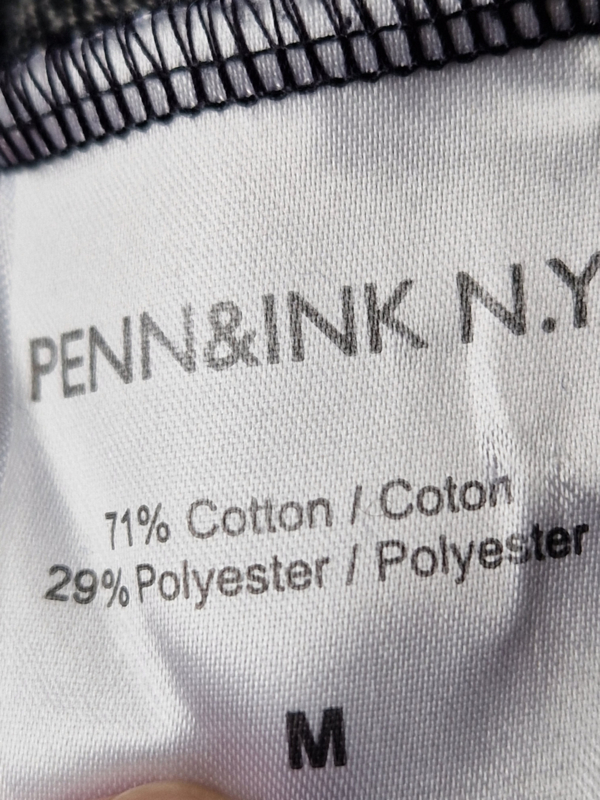 PENN&INK N.Y
71% Cotton / Coton
29% Polyester / Polyester
M